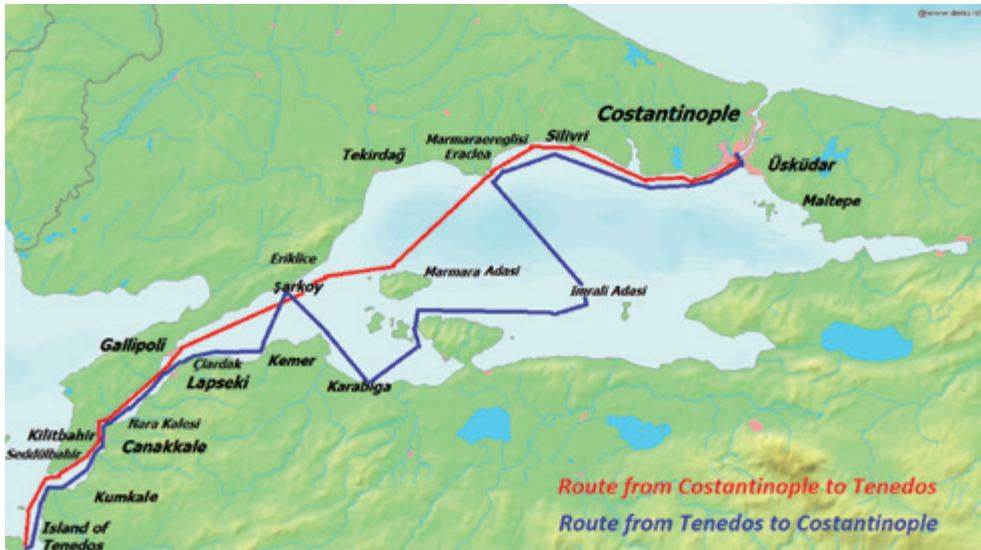 Costantinople
Marmaraereglisi
Eraclea
Silivri
Tekirdağ
Üsküdar
Maltepe
Eriklice
Şarkoy
Marmara Adasi
Imrali Adasi
Gallipoli
Çiardak
Lapseki
Kemer
Karabiga
Nara Kalesi
Kilitbahir
Canakkale
Seddülbahir
Kumkale
Island of
Tenedos
Route from Costantinople to Tenedos
Route from Tenedos to Costantinople